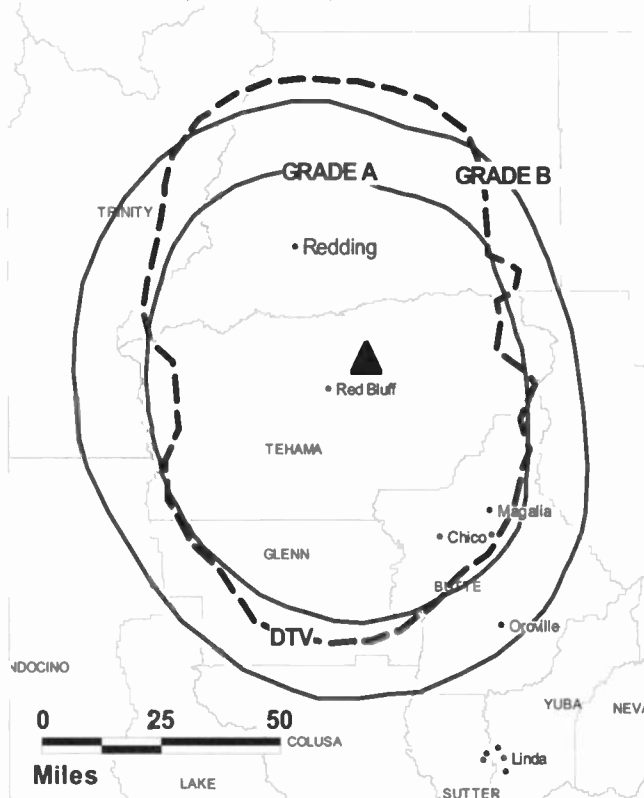 GRADE A
GRADE B
TRINITY
Redding
Red Bluff
TEHAMA
Magalia
Chico
GLENN
BUTTE
Oroville
DTV
NDOCINO
0 25 50
YUBA
NEVA
COLUSA
Linda
Miles
LAKE
SUTTER